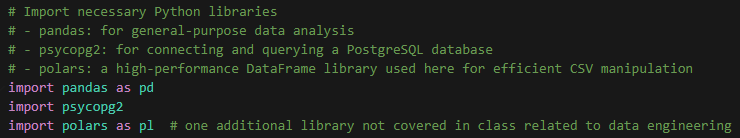 # Import necessary Python libraries
# - pandas: for general-purpose data analysis
# - psycopg2: for connecting and querying a PostgreSQL database
# - polars: a high-performance DataFrame library used here for efficient CSV manipulation
import pandas as pd
import psycopg2
import polars as pl  # one additional library not covered in class related to data engineering